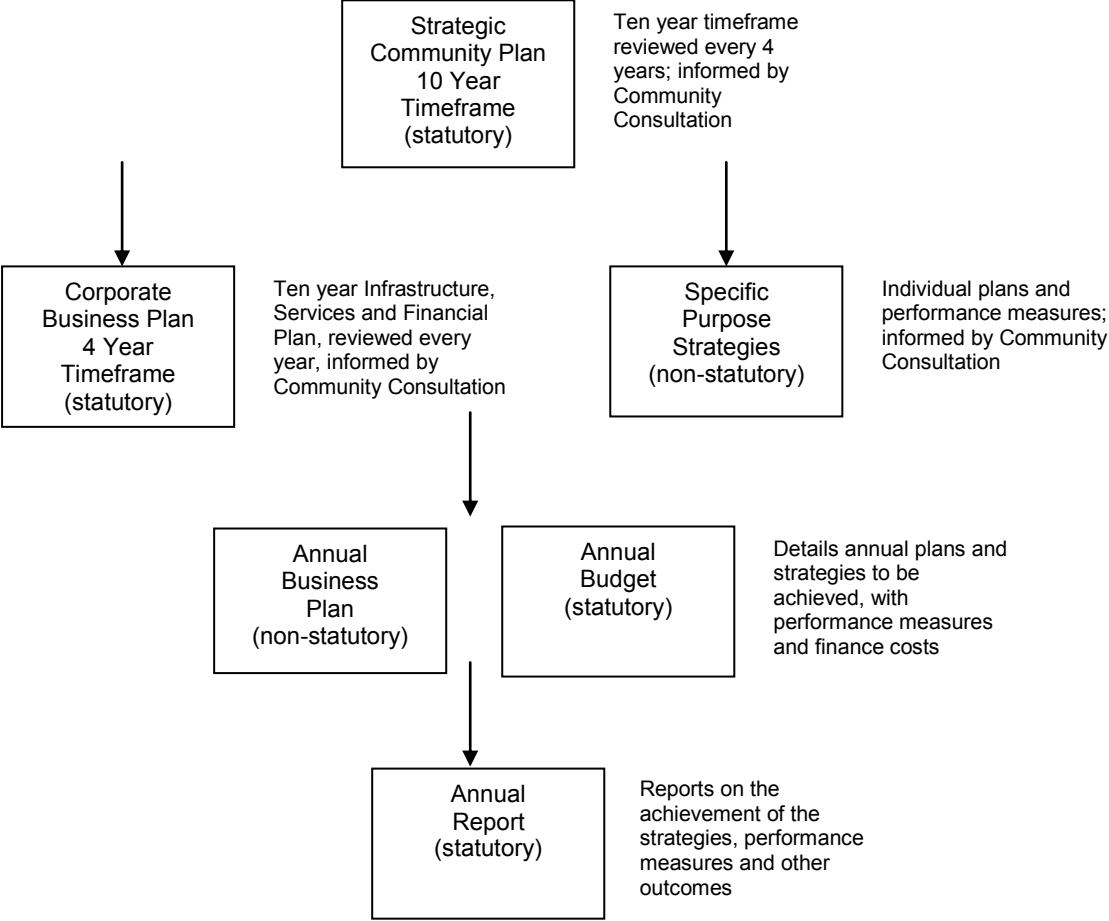 Strategic
Community Plan
10 Year
Timeframe
(statutory)
Ten year timeframe
reviewed every 4
years; informed by
Community
Consultation
Corporate
Business Plan
4 Year
Timeframe
(statutory)
Ten year Infrastructure,
Services and Financial
Plan, reviewed every
year, informed by
Community Consultation
Specific
Purpose
Strategies
(non-statutory)
Individual plans and
performance measures;
informed by Community
Consultation
Annual
Business
Plan
(non-statutory)
Annual
Budget
(statutory)
Details annual plans and
strategies to be
achieved, with
performance measures
and finance costs
Annual
Report
(statutory)
Reports on the
achievement of the
strategies, performance
measures and other
outcomes